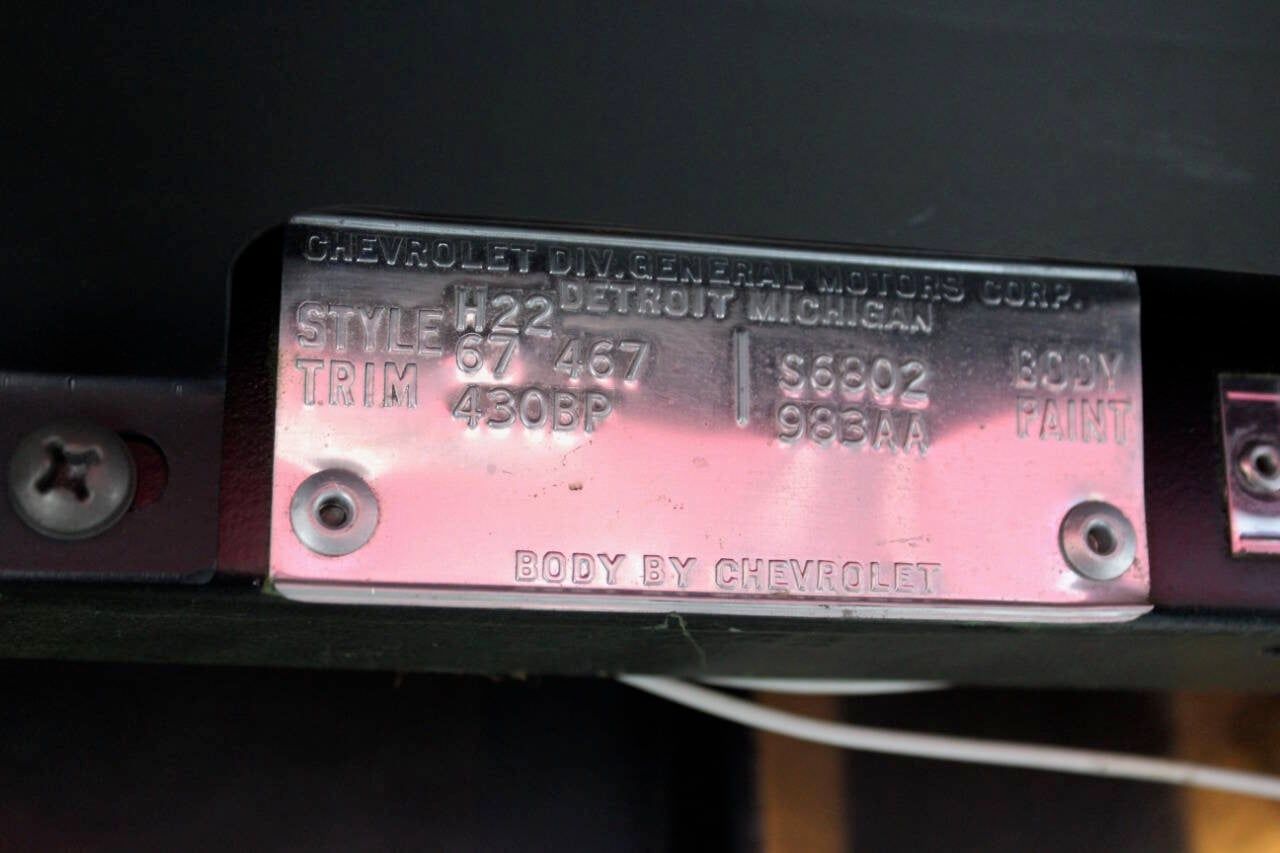 CHEVROLET DIV. GENERAL MOTORS CORP.
DETROIT MICHIGAN
H22
STYLE 67 467 S6802 BODY
TRIM 430BP 983AA PAINT
BODY BY CHEVROLET